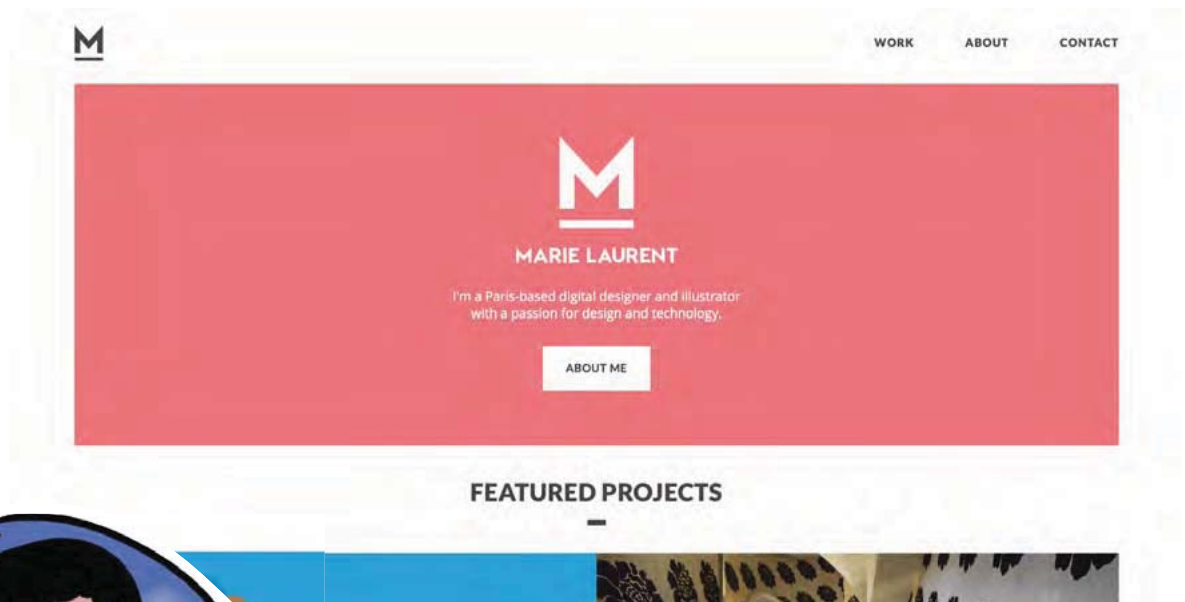 M
WORK ABOUT CONTACT
M
MARIE LAURENT
I'm a Paris-based digital designer and illustrator
with a passion for design and technology.
ABOUT ME
FEATURED PROJECTS